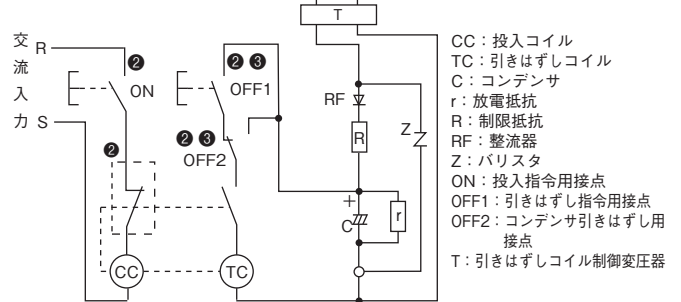 T
交流入力
R
S
❷
ON
❷
❷ ❸
OFF1
❷ ❸
OFF2
RF
R
Z
+
C
r
CC
TC
CC：投入コイル
TC：引きはずしコイル
C：コンデンサ
r：放電抵抗
R：制限抵抗
RF：整流器
Z：バリスタ
ON：投入指令用接点
OFF1：引きはずし指令用接点
OFF2：コンデンサ引きはずし用
接点
T：引きはずしコイル制御変圧器